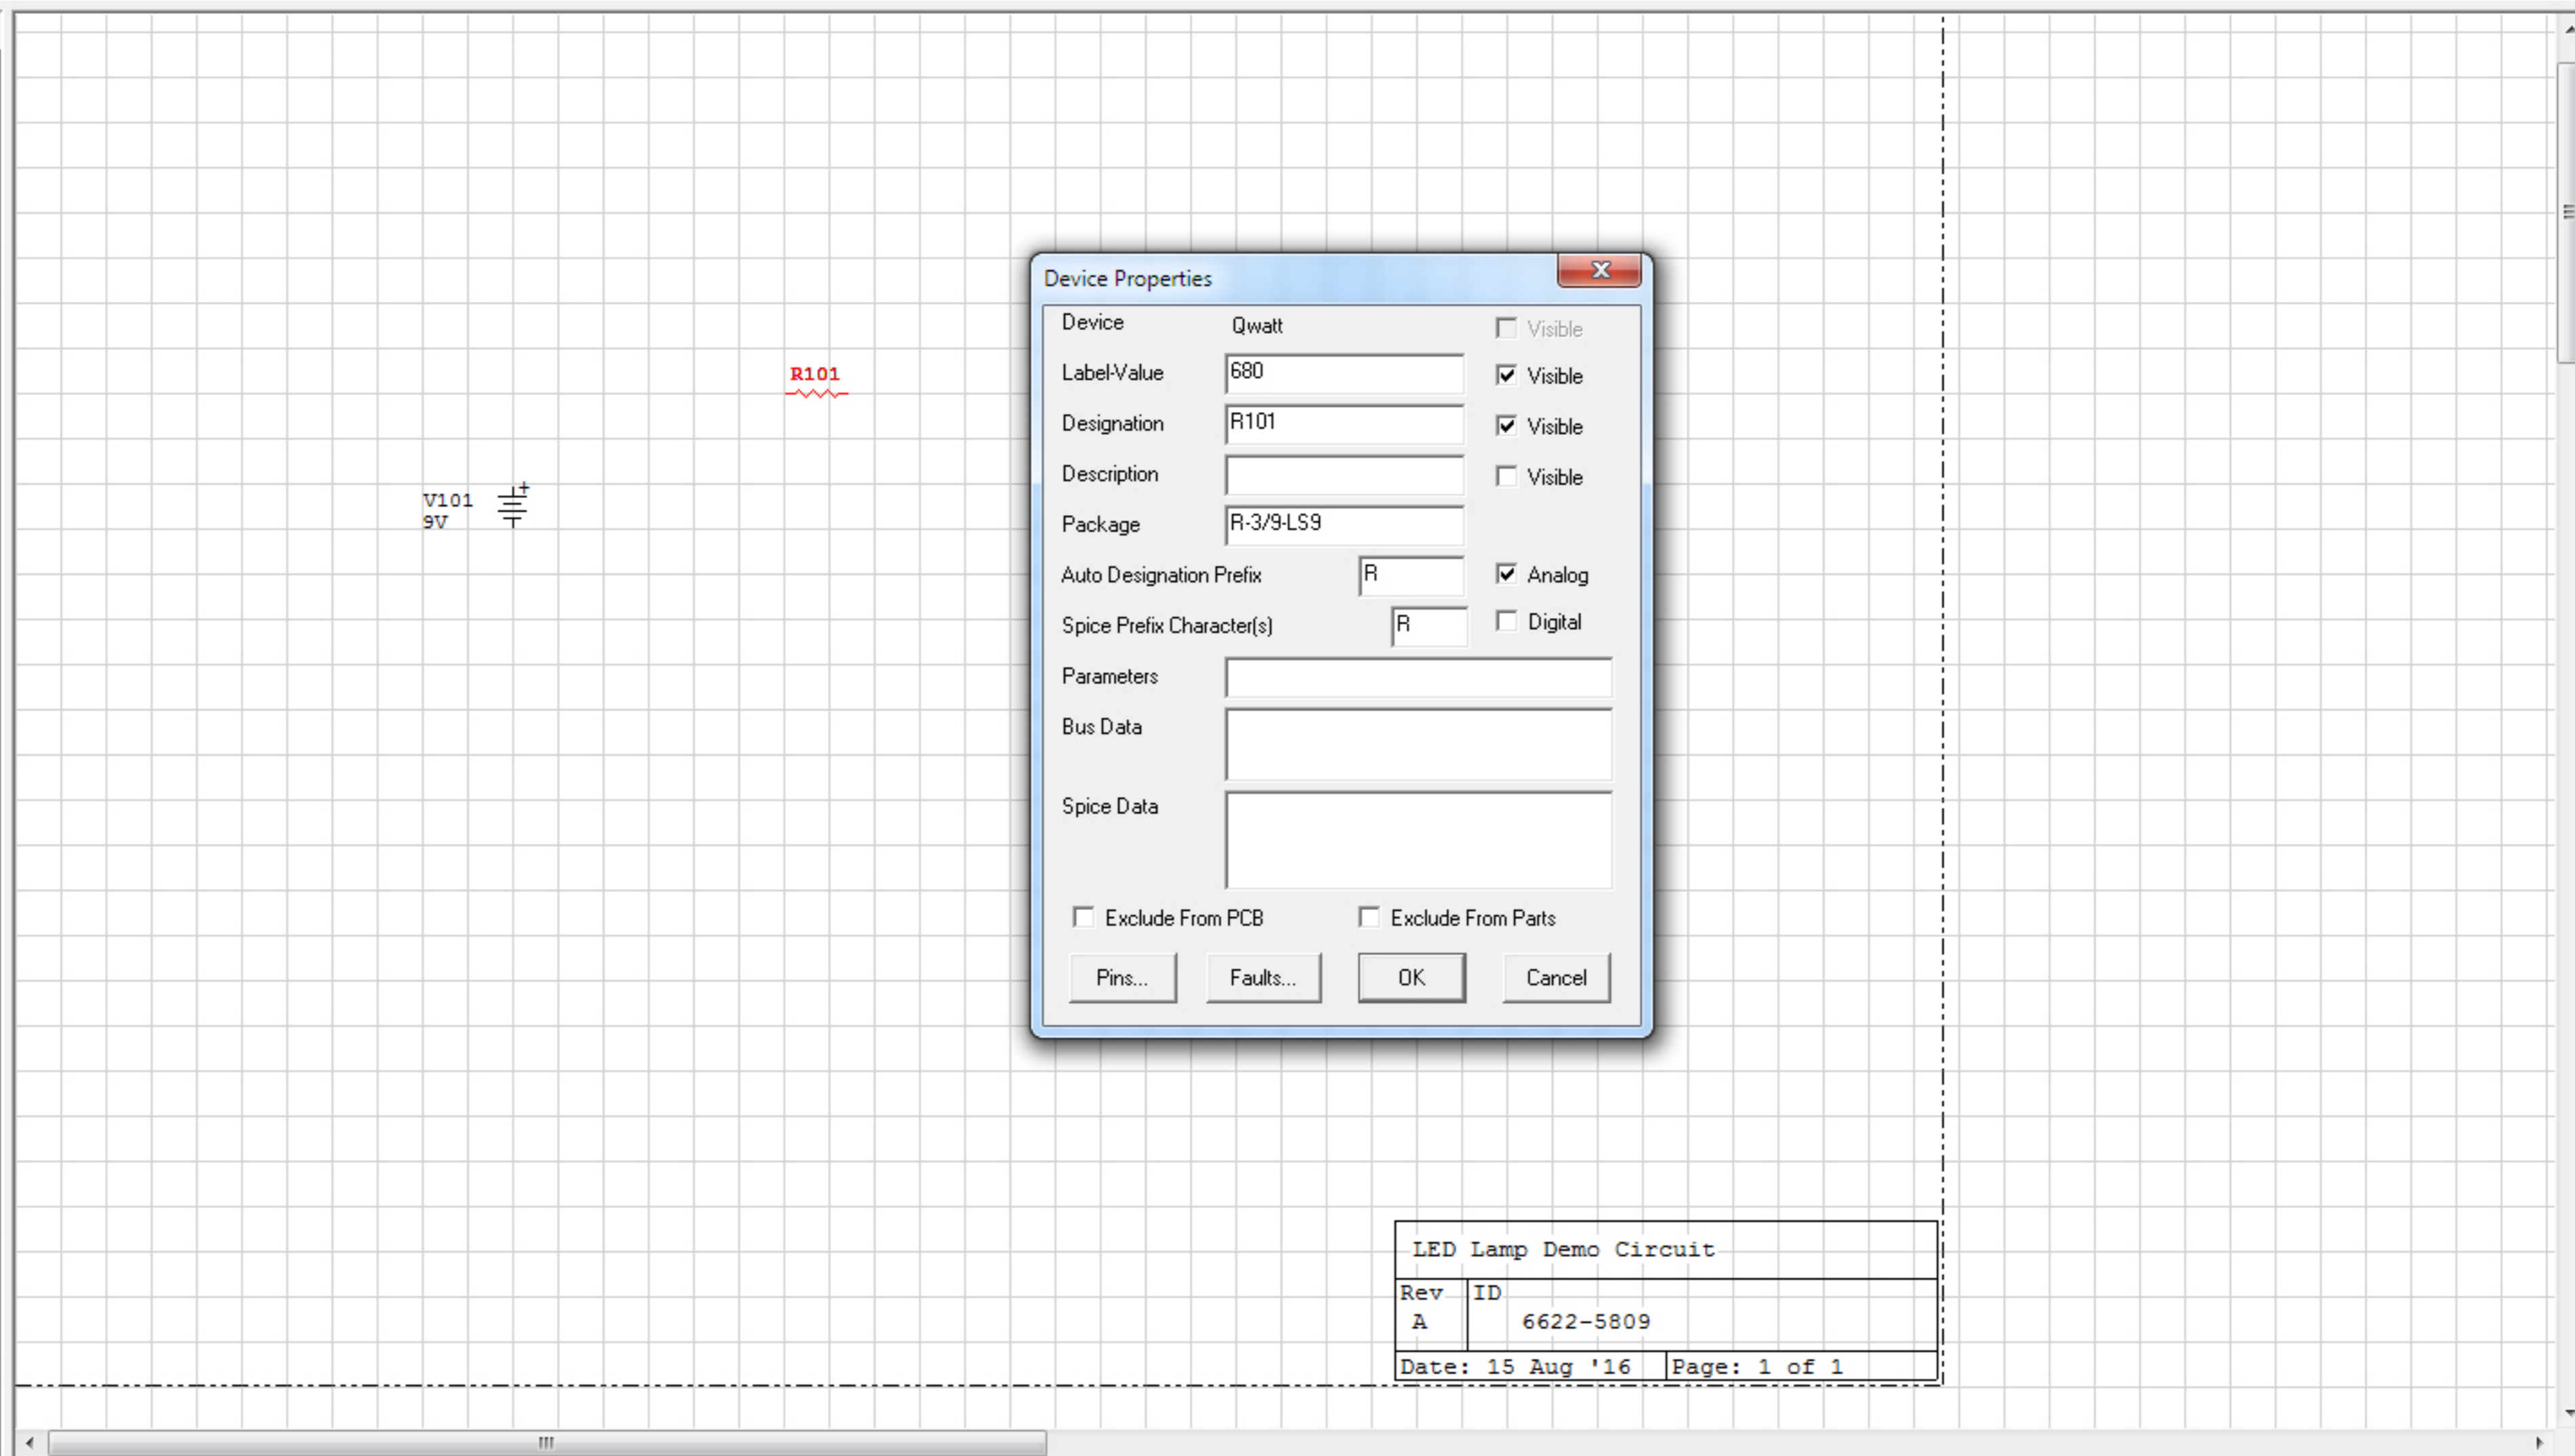 R101
V101
9V
Device Properties
Device Qwatt Visible
Label-Value 680 Visible
Designation R101 Visible
Description Visible
Package R-3/9-LS9
Auto Designation Prefix R Analog
Spice Prefix Character(s) R Digital
Parameters
Bus Data
Spice Data
Exclude From PCB Exclude From Parts
Pins... Faults... OK Cancel
LED Lamp Demo Circuit
Rev ID
A 6622-5809
Date: 15 Aug '16 Page: 1 of 1